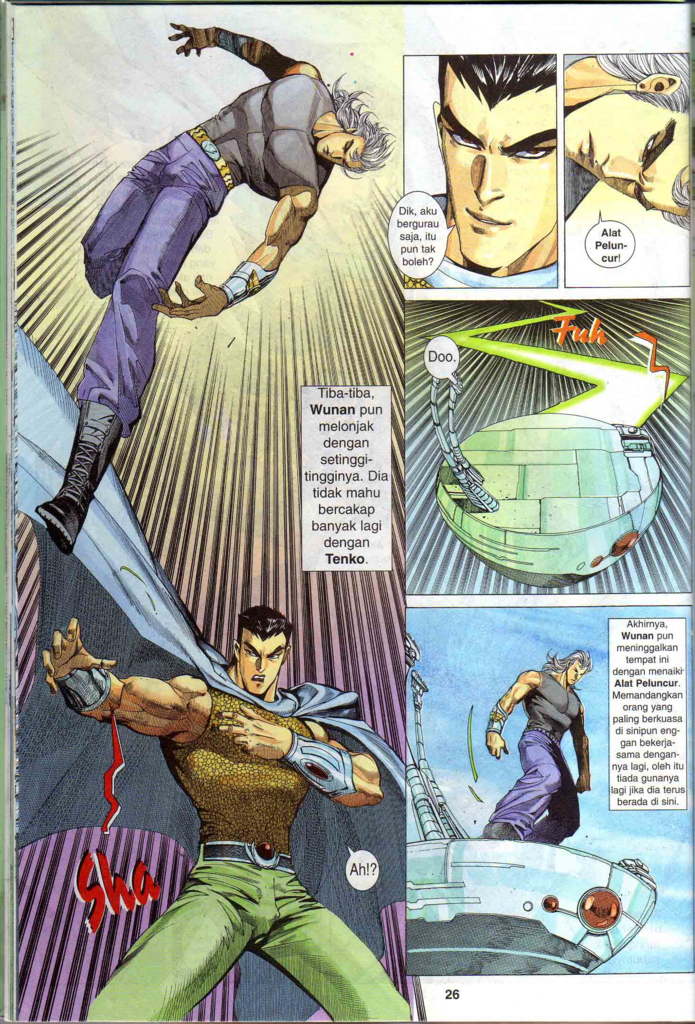 Dik, aku
bergurau
saja, itu
pun tak
boleh?
Alat
Pelun-
cur!
Tiba-tiba,
Wunan pun
melonjak
dengan
setinggi-
tingginya. Dia
tidak mahu
bercakap
banyak lagi
dengan
Tenko.
Fuh
Doo.
Sha
Ah!?
Akhirnya,
Wunan pun
meninggalkan
tempat ini
dengan menaiki
Alat Peluncur.
Memandangkan
orang yang
paling berkuasa
di sinipun eng-
gan bekerja-
sama dengan-
nya lagi, oleh itu
tiada gunanya
lagi jika dia terus
berada di sini.
26